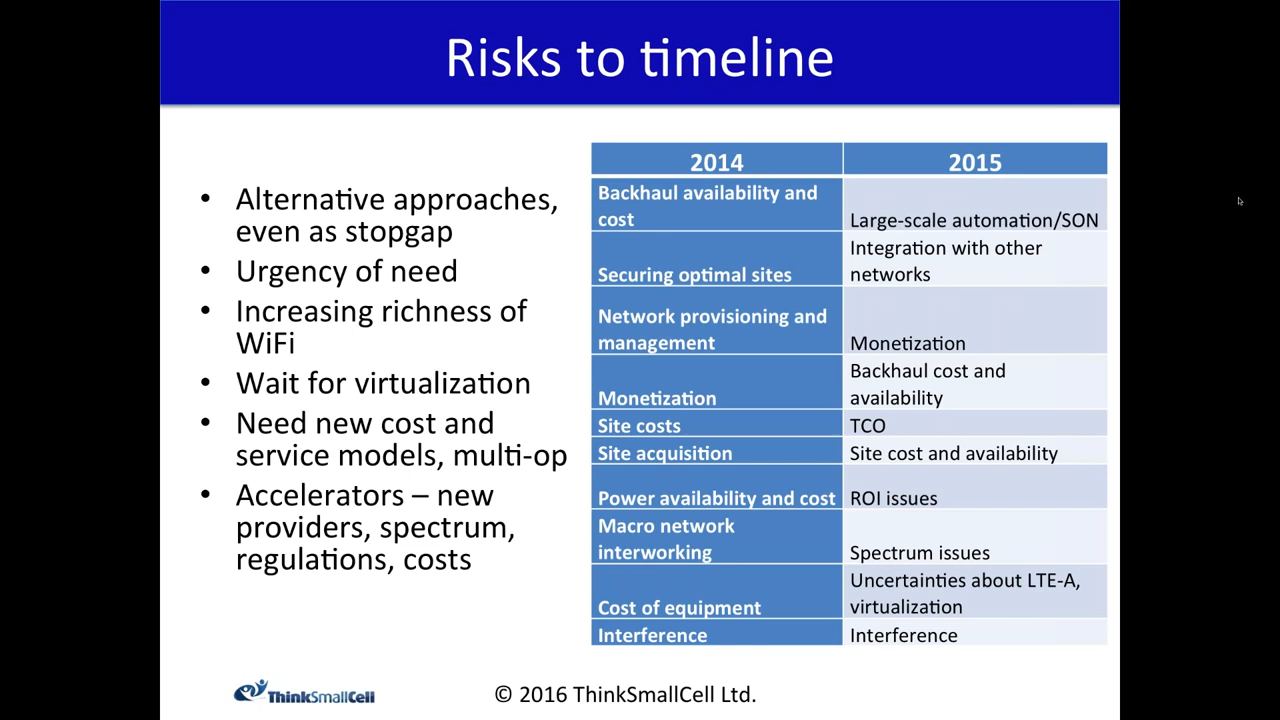 Risks to timeline
• Alternative approaches,
even as stopgap
• Urgency of need
• Increasing richness of
WiFi
• Wait for virtualization
• Need new cost and
service models, multi-op
• Accelerators – new
providers, spectrum,
regulations, costs
2014 2015
Backhaul availability and
cost
Large-scale automation/SON
Securing optimal sites
Integration with other
networks
Network provisioning and
management
Monetization
Monetization
Backhaul cost and
availability
Site costs
TCO
Site acquisition
Site cost and availability
Power availability and cost
ROI issues
Macro network
interworking
Spectrum issues
Cost of equipment
Uncertainties about LTE-A,
virtualization
Interference
Interference
ThinkSmallCell
© 2016 ThinkSmallCell Ltd.